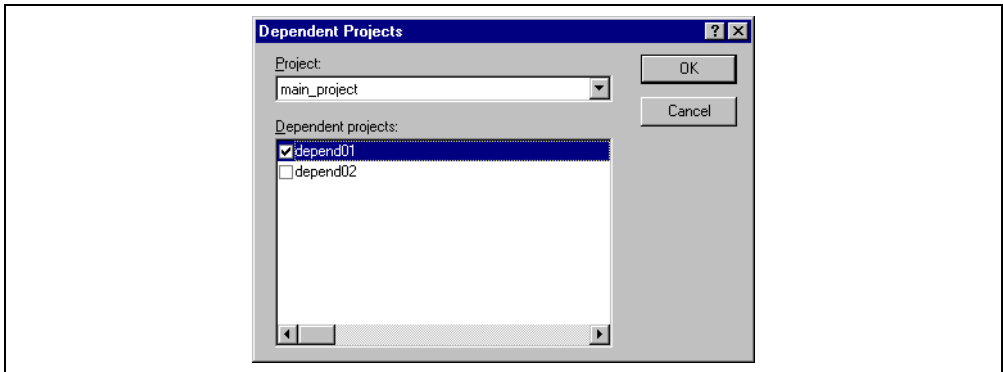 Dependent Projects
Project:
main_project
OK
Cancel
Dependent projects:
depend01
depend02